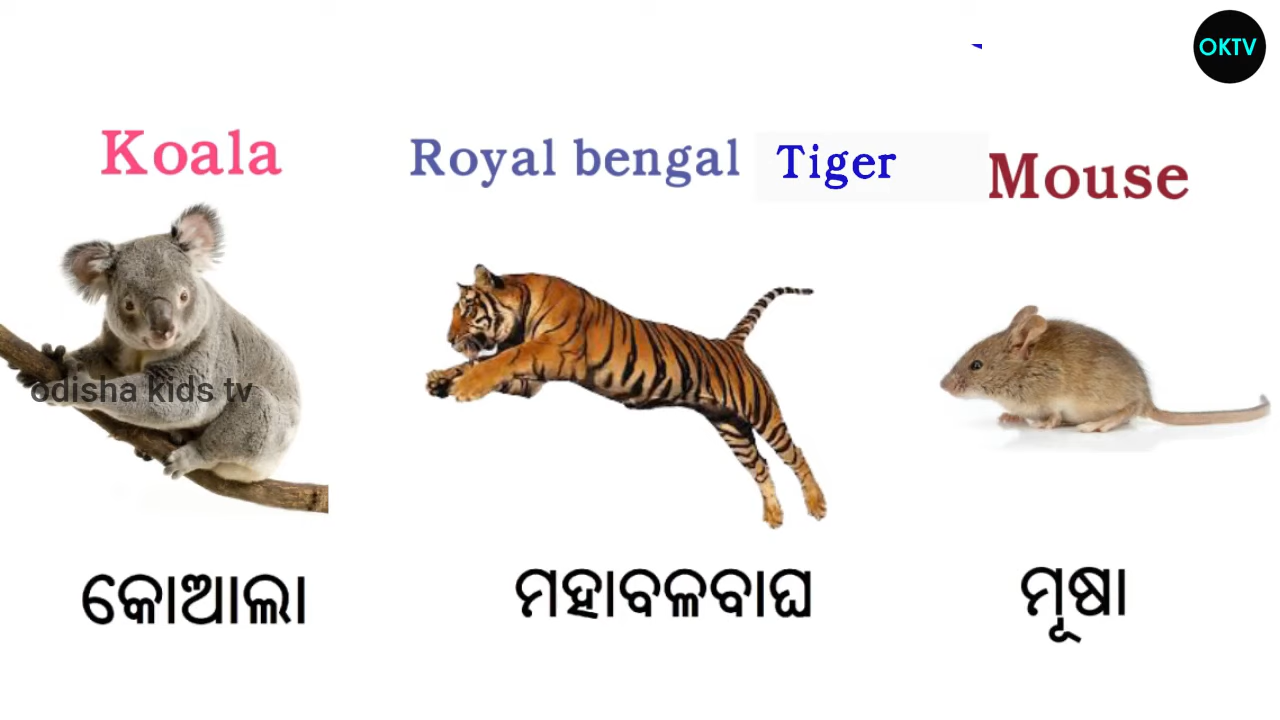 OKTV
Koala
Royal bengal Tiger
Mouse
odisha kids tv
କୋଆଲା
ମହାବଳବାଘ
ମୂଷା